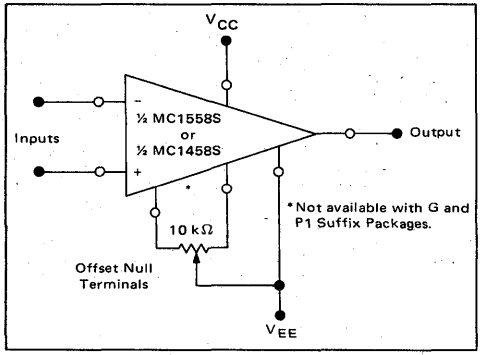 VCC
−
½ MC1558S
or
½ MC1458S
+
*
Inputs
Output
10 kΩ
*Not available with G and
P1 Suffix Packages.
Offset Null
Terminals
VEE